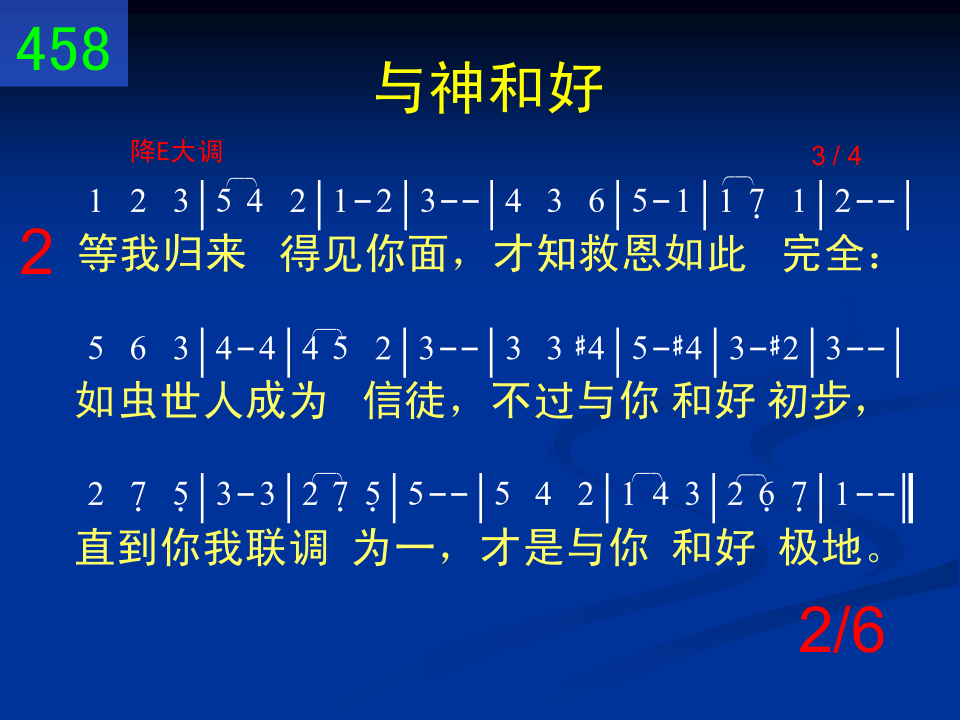 458
与神和好
降E大调 3 / 4
1 2 3|5 4 2|1-2|3--|4 3 6|5-1|1 7̣ 1|2--|
2 等我归来 得见你面，才知救恩如此 完全：
5 6 3|4-4|4 5 2|3--|3 3 #4|5-#4|3-#2|3--|
如虫世人成为 信徒，不过与你 和好 初步，
2 7̣ 5̣|3-3|2 7̣ 5̣|5--|5 4 2|1 4 3|2 6̣ 7̣|1--‖
直到你我联调 为一，才是与你 和好 极地。
2/6